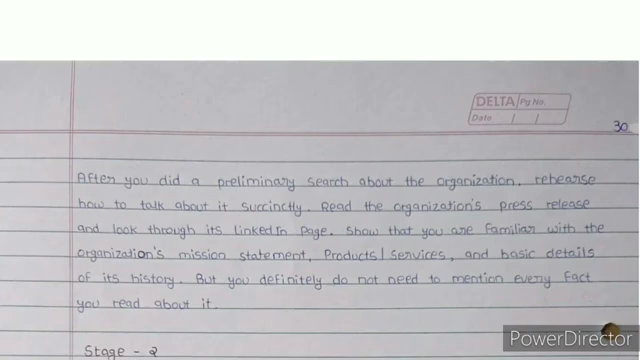 DELTA Pg No.
Date / /
30
After you did a preliminary search about the organization, rehearse
how to talk about it succinctly. Read the organization's press release
and look through its LinkedIn Page. Show that you are familiar with the
organization's mission statement, Products/Services, and basic details
of its history. But you definitely do not need to mention every fact
you read about it.
Stage - 2
PowerDirector